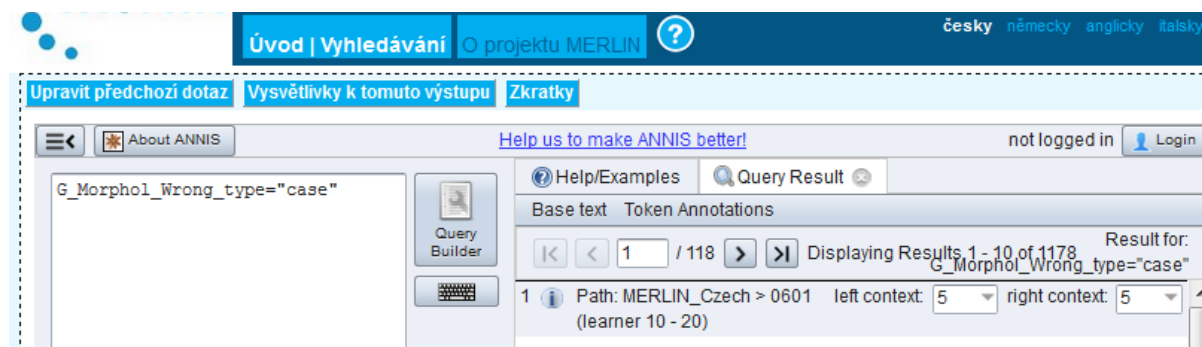 Úvod | Vyhledávání O projektu MERLIN ? česky německy anglicky italsky
Upravit předchozí dotaz Vysvětlivky k tomuto výstupu Zkratky
About ANNIS Help us to make ANNIS better! not logged in Login
G_Morphol_Wrong_type="case"
Query
Builder
Help/Examples Query Result
Base text Token Annotations
1 / 118 Displaying Results 1 - 10 of 1178 Result for:
G_Morphol_Wrong_type="case"
1 Path: MERLIN_Czech > 0601 left context: 5 right context: 5
(learner 10 - 20)